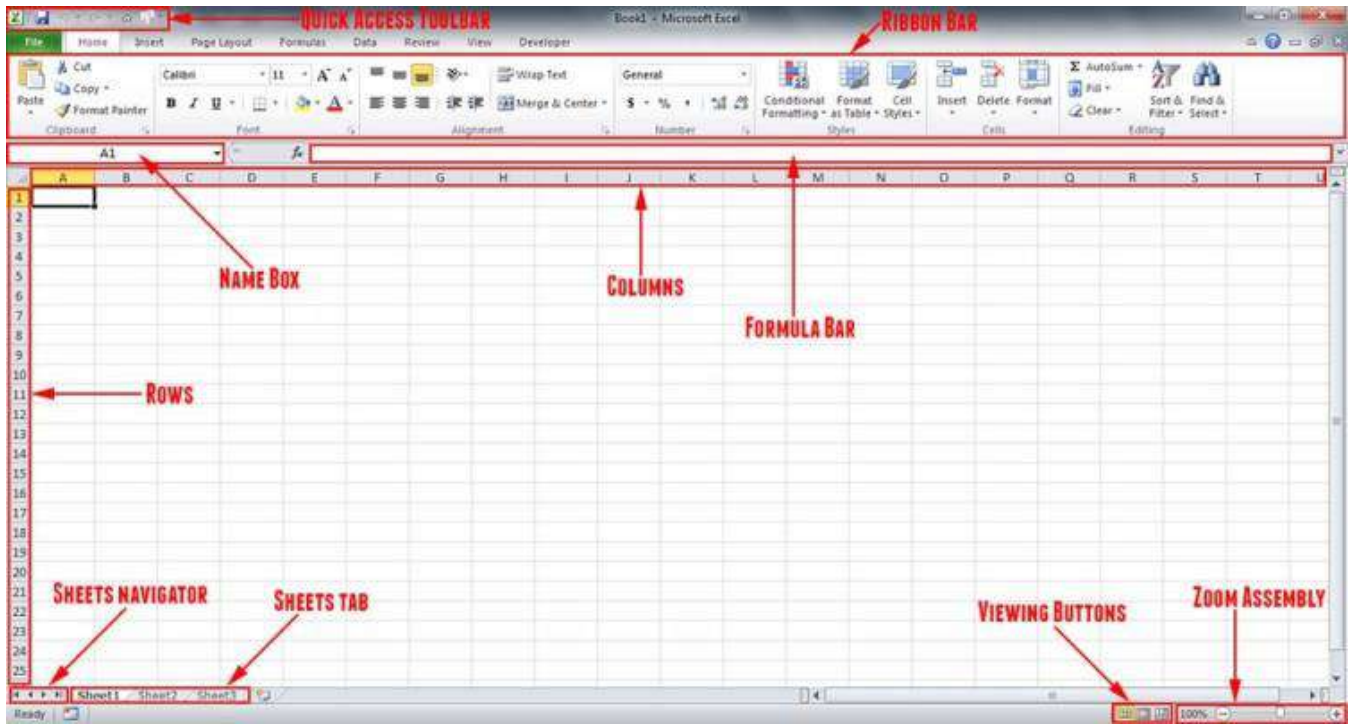 QUICK ACCESS TOOLBAR
Book1 - Microsoft Excel
RIBBON BAR
File Home Insert Page Layout Formulas Data Review View Developer
Paste
Cut
Copy
Format Painter
Clipboard
Calibri 11 A A
B I U A
Font
Wrap Text
Merge & Center
Alignment
General
$ % ,
Number
Conditional Formatting
Format as Table
Cell Styles
Styles
Insert Delete Format
Cells
Σ AutoSum
Fill
Clear
Sort & Filter
Find & Select
Editing
A1 fx
A B C D E F G H I J K L M N O P Q R S T U
1
2
3
4
5
NAME BOX
COLUMNS
6
7
FORMULA BAR
8
9
10
11
ROWS
12
13
14
15
16
17
18
19
20
21
SHEETS NAVIGATOR
SHEETS TAB
VIEWING BUTTONS
ZOOM ASSEMBLY
22
23
24
25
Sheet1 Sheet2 Sheet3
Ready 100%